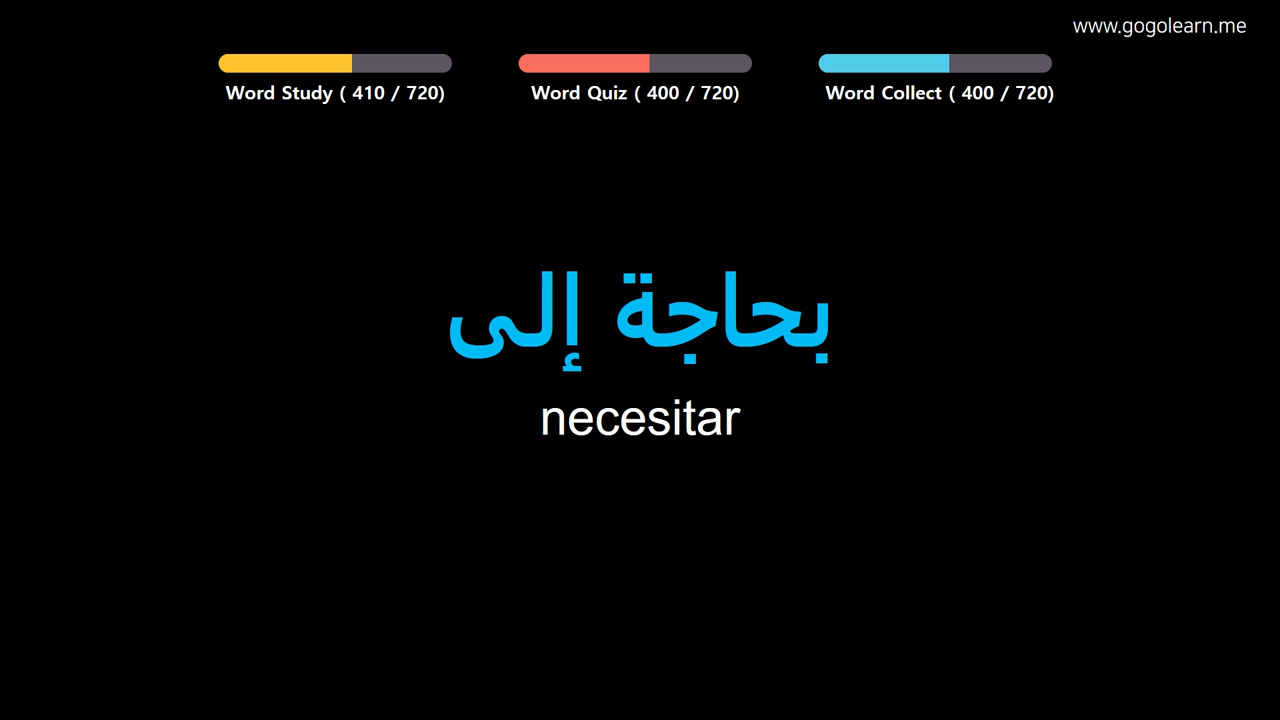 www.gogolearn.me
Word Study ( 410 / 720)
Word Quiz ( 400 / 720)
Word Collect ( 400 / 720)
بحاجة إلى
necesitar